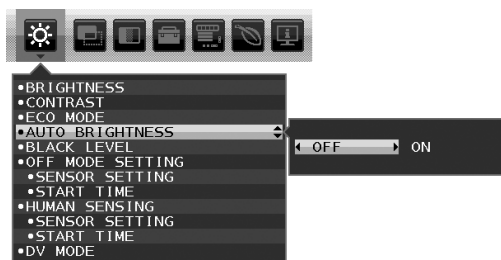 •BRIGHTNESS
•CONTRAST
•ECO MODE
•AUTO BRIGHTNESS
OFF ON
•BLACK LEVEL
•OFF MODE SETTING
•SENSOR SETTING
•START TIME
•HUMAN SENSING
•SENSOR SETTING
•START TIME
•DV MODE